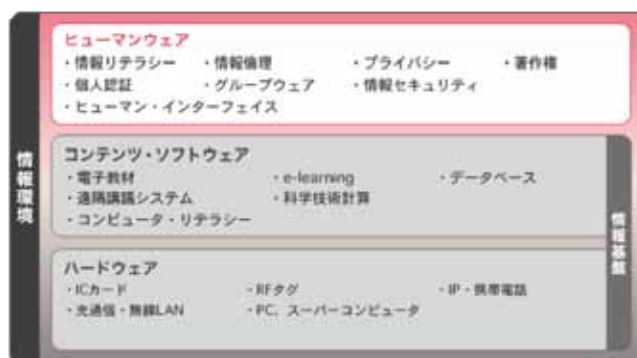 情報環境
ヒューマンウェア
・情報リテラシー ・情報倫理 ・プライバシー ・著作権
・個人認証 ・グループウェア ・情報セキュリティ
・ヒューマン・インターフェイス
コンテンツ・ソフトウェア
・電子教材 ・e-learning ・データベース
・遠隔講議システム ・科学技術計算
・コンピュータ・リテラシー
情報基盤
ハードウェア
・ICカード ・RFタグ ・IP・携帯電話
・光通信・無線LAN ・PC、スーパーコンピュータ